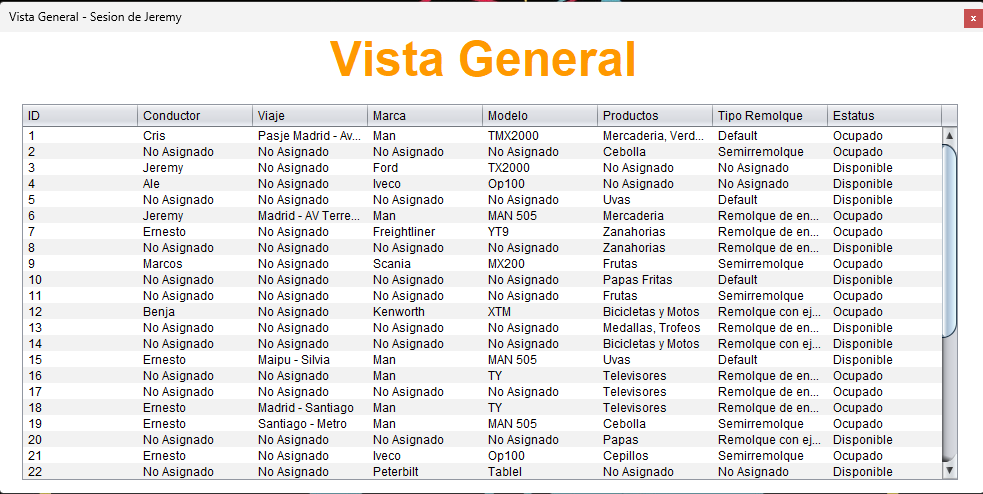 Vista General - Sesion de Jeremy
x
Vista General
ID Conductor Viaje Marca Modelo Productos Tipo Remolque Estatus
1 Cris Pasje Madrid - Av... Man TMX2000 Mercaderia, Verd... Default Ocupado
2 No Asignado No Asignado No Asignado No Asignado Cebolla Semirremolque Ocupado
3 Jeremy No Asignado Ford TX2000 No Asignado No Asignado Disponible
4 Ale No Asignado Iveco Op100 No Asignado No Asignado Disponible
5 No Asignado No Asignado No Asignado No Asignado Uvas Default Disponible
6 Jeremy Madrid - AV Terre... Man MAN 505 Mercaderia Remolque de en... Ocupado
7 Ernesto No Asignado Freightliner YT9 Zanahorias Remolque de en... Ocupado
8 No Asignado No Asignado No Asignado No Asignado Zanahorias Remolque de en... Disponible
9 Marcos No Asignado Scania MX200 Frutas Semirremolque Ocupado
10 No Asignado No Asignado No Asignado No Asignado Papas Fritas Default Disponible
11 No Asignado No Asignado No Asignado No Asignado Frutas Semirremolque Ocupado
12 Benja No Asignado Kenworth XTM Bicicletas y Motos Remolque con ej... Ocupado
13 No Asignado No Asignado No Asignado No Asignado Medallas, Trofeos Remolque de en... Disponible
14 No Asignado No Asignado No Asignado No Asignado Bicicletas y Motos Remolque con ej... Disponible
15 Ernesto Maipu - Silvia Man MAN 505 Uvas Default Ocupado
16 No Asignado No Asignado Man TY Televisores Remolque de en... Ocupado
17 No Asignado No Asignado No Asignado No Asignado Televisores Remolque de en... Ocupado
18 Ernesto Madrid - Santiago Man TY Televisores Remolque de en... Ocupado
19 Ernesto Santiago - Metro Man MAN 505 Cebolla Semirremolque Ocupado
20 No Asignado No Asignado No Asignado No Asignado Papas Remolque con ej... Disponible
21 Ernesto No Asignado Iveco Op100 Cepillos Semirremolque Ocupado
22 No Asignado No Asignado Peterbilt Tablel No Asignado No Asignado Disponible